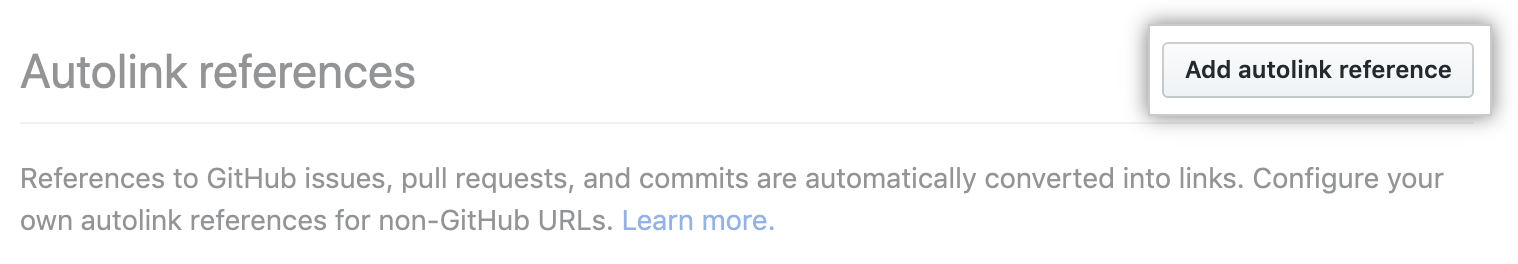 Autolink references
Add autolink reference
References to GitHub issues, pull requests, and commits are automatically converted into links. Configure your
own autolink references for non-GitHub URLs. Learn more.